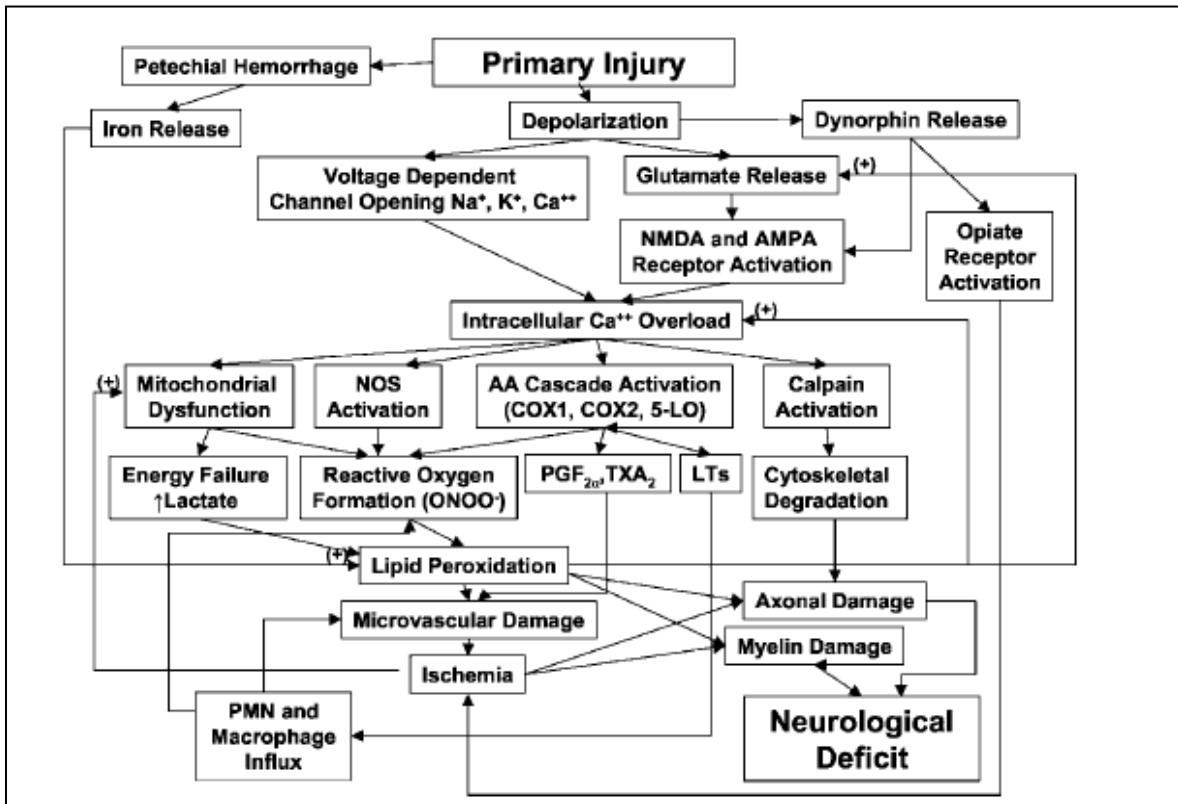 Primary Injury
Petechial Hemorrhage
Iron Release
Depolarization
Dynorphin Release
Voltage Dependent
Channel Opening Na⁺, K⁺, Ca⁺⁺
Glutamate Release
(+)
NMDA and AMPA
Receptor Activation
Opiate
Receptor
Activation
Intracellular Ca⁺⁺ Overload
(+)
(+)
Mitochondrial
Dysfunction
NOS
Activation
AA Cascade Activation
(COX1, COX2, 5-LO)
Calpain
Activation
Energy Failure
↑Lactate
Reactive Oxygen
Formation (ONOO⁻)
PGF₂α,TXA₂
LTs
Cytoskeletal
Degradation
(+)
Lipid Peroxidation
Microvascular Damage
Axonal Damage
Myelin Damage
Ischemia
PMN and
Macrophage
Influx
Neurological
Deficit